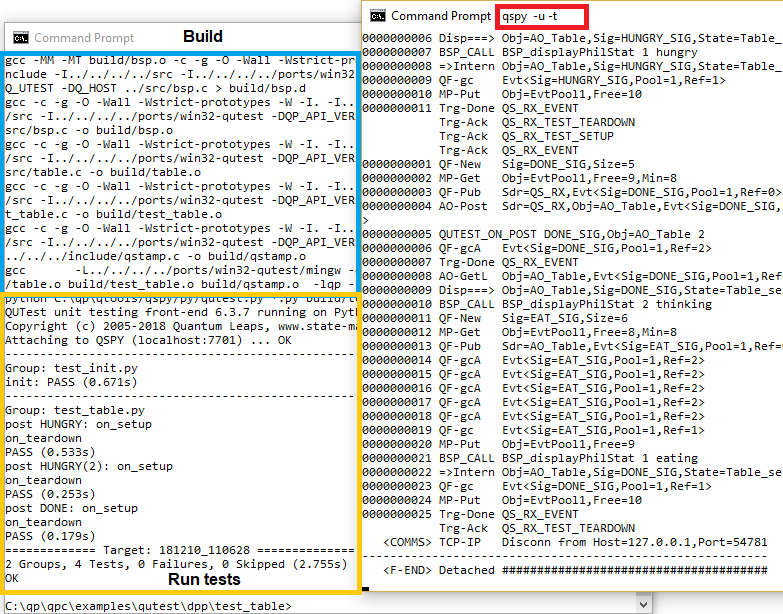 Command Prompt
Build
gcc -MM -MT build/bsp.o -c -g -O -Wall -Wstrict-pr
nclude -I../../../../src -I../../../../ports/win32
Q_UTEST -DQ_HOST ../src/bsp.c > build/bsp.d
gcc -c -g -O -Wall -Wstrict-prototypes -W -I. -I..
/src -I../../../../ports/win32-qutest -DQP_API_VER
src/bsp.c -o build/bsp.o
gcc -c -g -O -Wall -Wstrict-prototypes -W -I. -I..
/src -I../../../../ports/win32-qutest -DQP_API_VER
src/table.c -o build/table.o
gcc -c -g -O -Wall -Wstrict-prototypes -W -I. -I..
/src -I../../../../ports/win32-qutest -DQP_API_VER
t_table.c -o build/test_table.o
gcc -c -g -O -Wall -Wstrict-prototypes -W -I. -I..
/src -I../../../../ports/win32-qutest -DQP_API_VER
../../../include/qstamp.c -o build/qstamp.o
gcc -L../../../../ports/win32-qutest/mingw -
/table.o build/test_table.o build/qstamp.o -lqp -
python C:\qp\qtools\qspy\py/qutest.py *.py build/t
QUTest unit testing front-end 6.3.7 running on Pyt
Copyright (c) 2005-2018 Quantum Leaps, www.state-ma
Attaching to QSPY (localhost:7701) ... OK
--------------------------------------------------
Group: test_init.py
init: PASS (0.671s)
--------------------------------------------------
Group: test_table.py
post HUNGRY: on_setup
on_teardown
PASS (0.533s)
post HUNGRY(2): on_setup
on_teardown
PASS (0.253s)
post DONE: on_setup
on_teardown
PASS (0.179s)
============= Target: 181210_110628 ==============
2 Groups, 4 Tests, 0 Failures, 0 Skipped (2.755s)
OK
Run tests
C:\qp\qpc\examples\qutest\dpp\test_table>
Command Prompt qspy -u -t
0000000006 Disp===> Obj=AO_Table,Sig=HUNGRY_SIG,State=Table_
0000000007 BSP_CALL BSP_displayPhilStat 1 hungry
0000000008 =>Intern Obj=AO_Table,Sig=HUNGRY_SIG,State=Table_
0000000009 QF-gc Evt<Sig=HUNGRY_SIG,Pool=1,Ref=1>
0000000010 MP-Put Obj=EvtPool1,Free=10
0000000011 Trg-Done QS_RX_EVENT
Trg-Ack QS_RX_TEST_TEARDOWN
Trg-Ack QS_RX_TEST_SETUP
Trg-Ack QS_RX_EVENT
0000000001 QF-New Sig=DONE_SIG,Size=5
0000000002 MP-Get Obj=EvtPool1,Free=9,Min=8
0000000003 QF-Pub Sdr=QS_RX,Evt<Sig=DONE_SIG,Pool=1,Ref=0>
0000000004 AO-Post Sdr=QS_RX,Obj=AO_Table,Evt<Sig=DONE_SIG,
>
0000000005 QUTEST_ON_POST DONE_SIG,Obj=AO_Table 2
0000000006 QF-gcA Evt<Sig=DONE_SIG,Pool=1,Ref=2>
0000000007 Trg-Done QS_RX_EVENT
0000000008 AO-GetL Obj=AO_Table,Evt<Sig=DONE_SIG,Pool=1,Ref
0000000009 Disp===> Obj=AO_Table,Sig=DONE_SIG,State=Table_se
0000000010 BSP_CALL BSP_displayPhilStat 2 thinking
0000000011 QF-New Sig=EAT_SIG,Size=6
0000000012 MP-Get Obj=EvtPool1,Free=8,Min=8
0000000013 QF-Pub Sdr=AO_Table,Evt<Sig=EAT_SIG,Pool=1,Ref=
0000000014 QF-gcA Evt<Sig=EAT_SIG,Pool=1,Ref=2>
0000000015 QF-gcA Evt<Sig=EAT_SIG,Pool=1,Ref=2>
0000000016 QF-gcA Evt<Sig=EAT_SIG,Pool=1,Ref=2>
0000000017 QF-gcA Evt<Sig=EAT_SIG,Pool=1,Ref=2>
0000000018 QF-gcA Evt<Sig=EAT_SIG,Pool=1,Ref=2>
0000000019 QF-gc Evt<Sig=EAT_SIG,Pool=1,Ref=1>
0000000020 MP-Put Obj=EvtPool1,Free=9
0000000021 BSP_CALL BSP_displayPhilStat 1 eating
0000000022 =>Intern Obj=AO_Table,Sig=DONE_SIG,State=Table_se
0000000023 QF-gc Evt<Sig=DONE_SIG,Pool=1,Ref=1>
0000000024 MP-Put Obj=EvtPool1,Free=10
0000000025 Trg-Done QS_RX_EVENT
Trg-Ack QS_RX_TEST_TEARDOWN
<COMMS> TCP-IP Disconn from Host=127.0.0.1,Port=54781
----------------------------------------------------------
<F-END> Detached ######################################